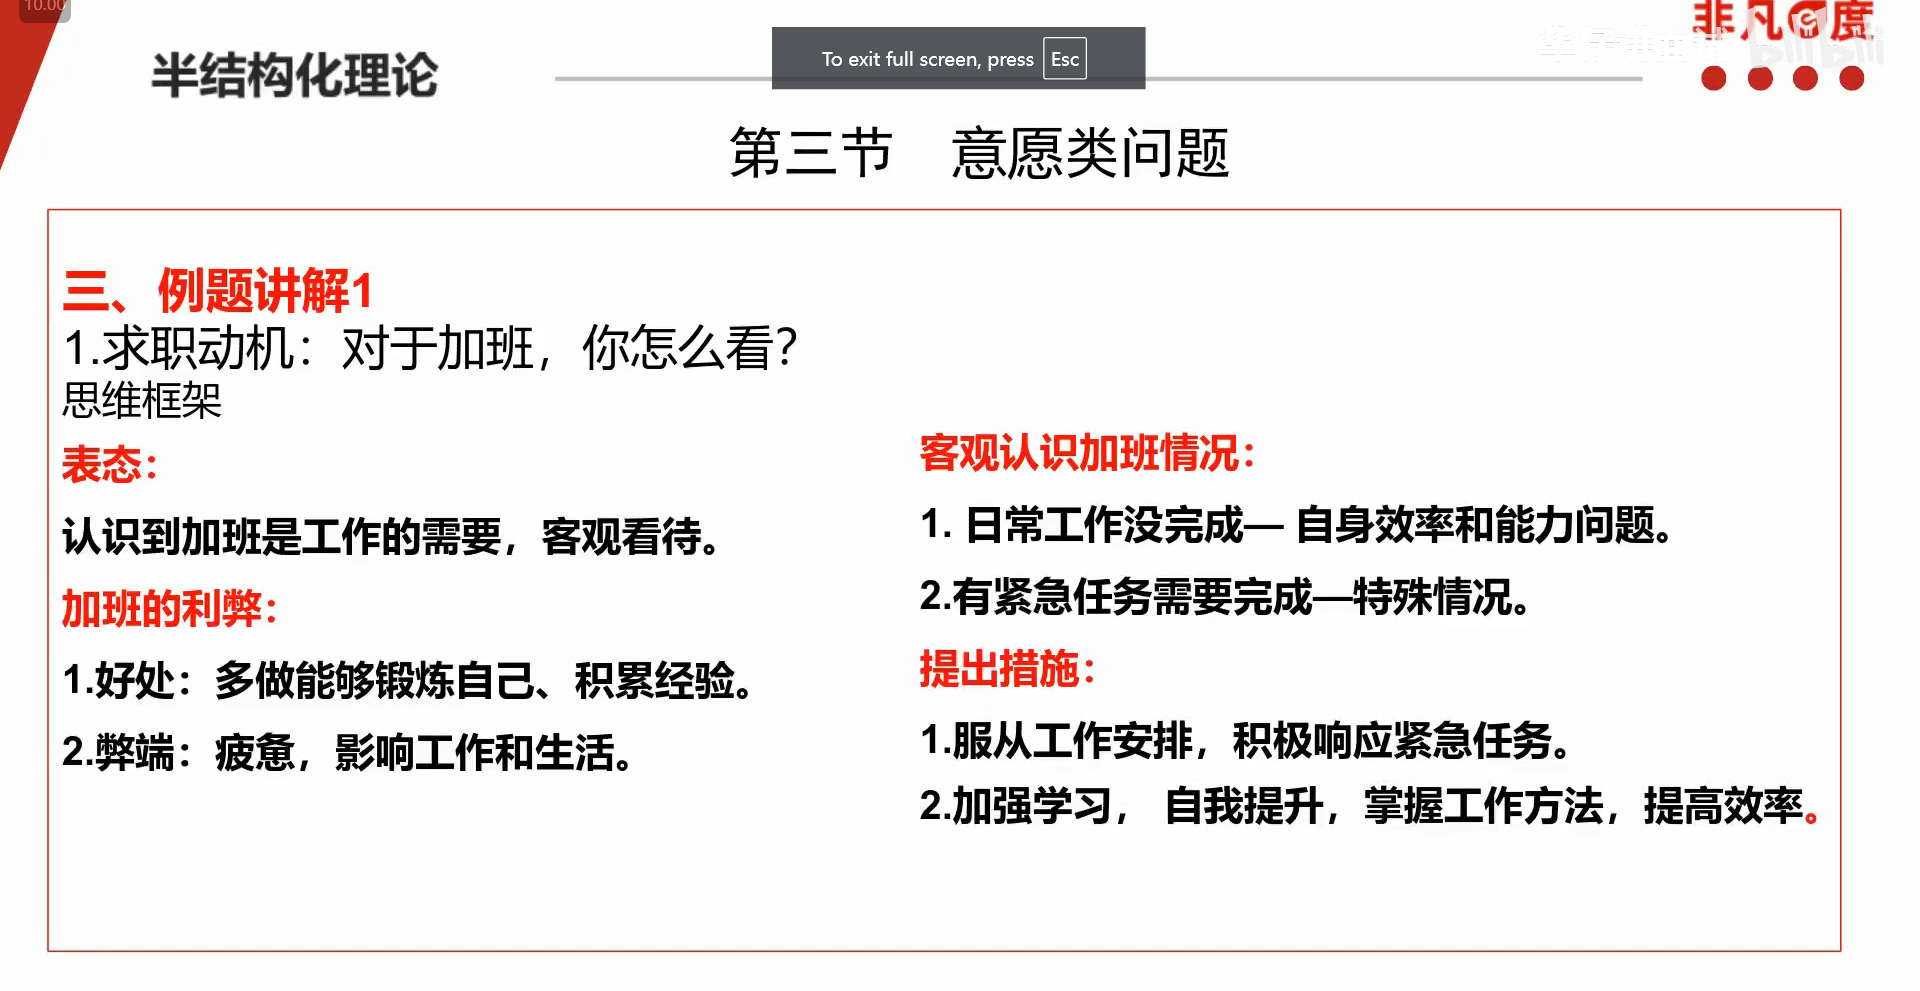 10.00
非凡e度
半结构化理论
To exit full screen, press Esc
第三节 意愿类问题
三、例题讲解1
1.求职动机：对于加班，你怎么看？
思维框架
表态：
认识到加班是工作的需要，客观看待。
加班的利弊：
1.好处：多做能够锻炼自己、积累经验。
2.弊端：疲惫，影响工作和生活。
客观认识加班情况：
1. 日常工作没完成— 自身效率和能力问题。
2.有紧急任务需要完成—特殊情况。
提出措施：
1.服从工作安排，积极响应紧急任务。
2.加强学习， 自我提升，掌握工作方法，提高效率。